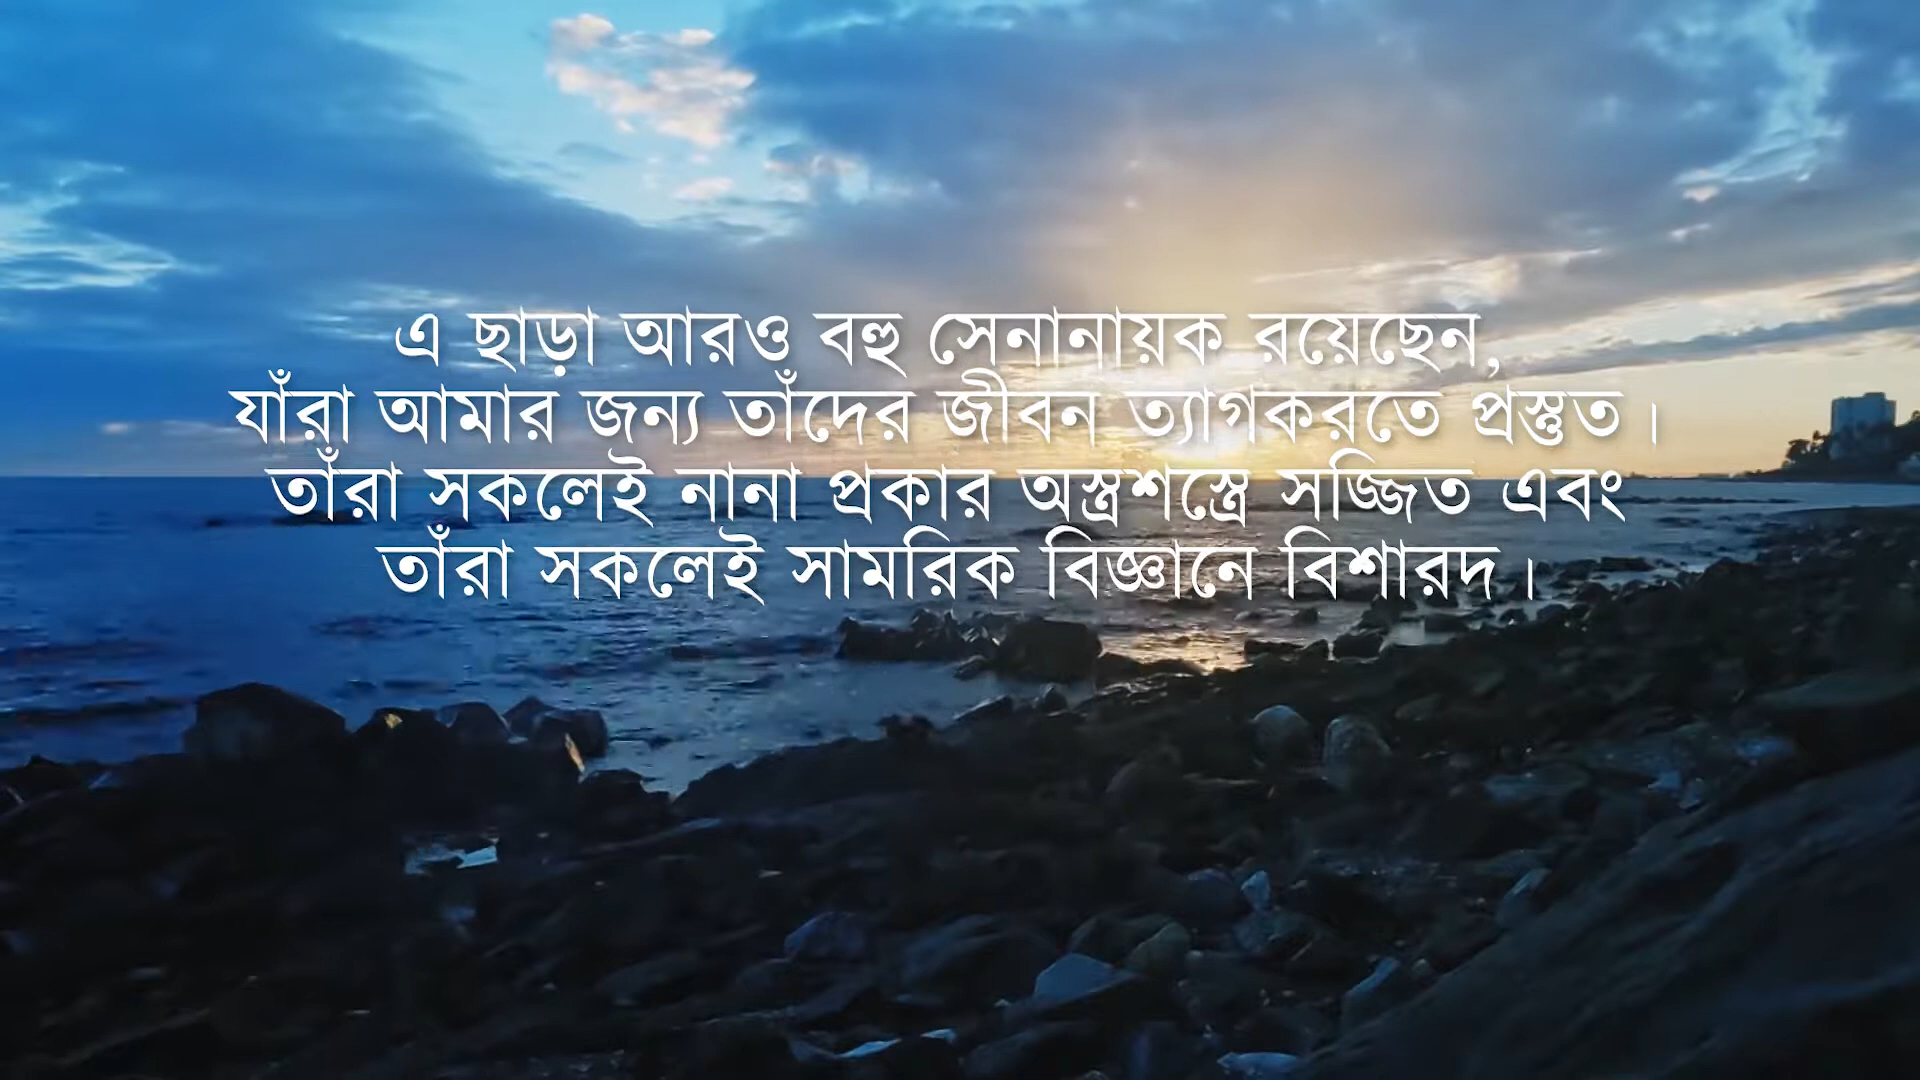 এ ছাড়া আরও বহু সেনানায়ক রয়েছেন,
যাঁরা আমার জন্য তাঁদের জীবন ত্যাগকরতে প্রস্তুত।
তাঁরা সকলেই নানা প্রকার অস্ত্রশস্ত্রে সজ্জিত এবং
তাঁরা সকলেই সামরিক বিজ্ঞানে বিশারদ।